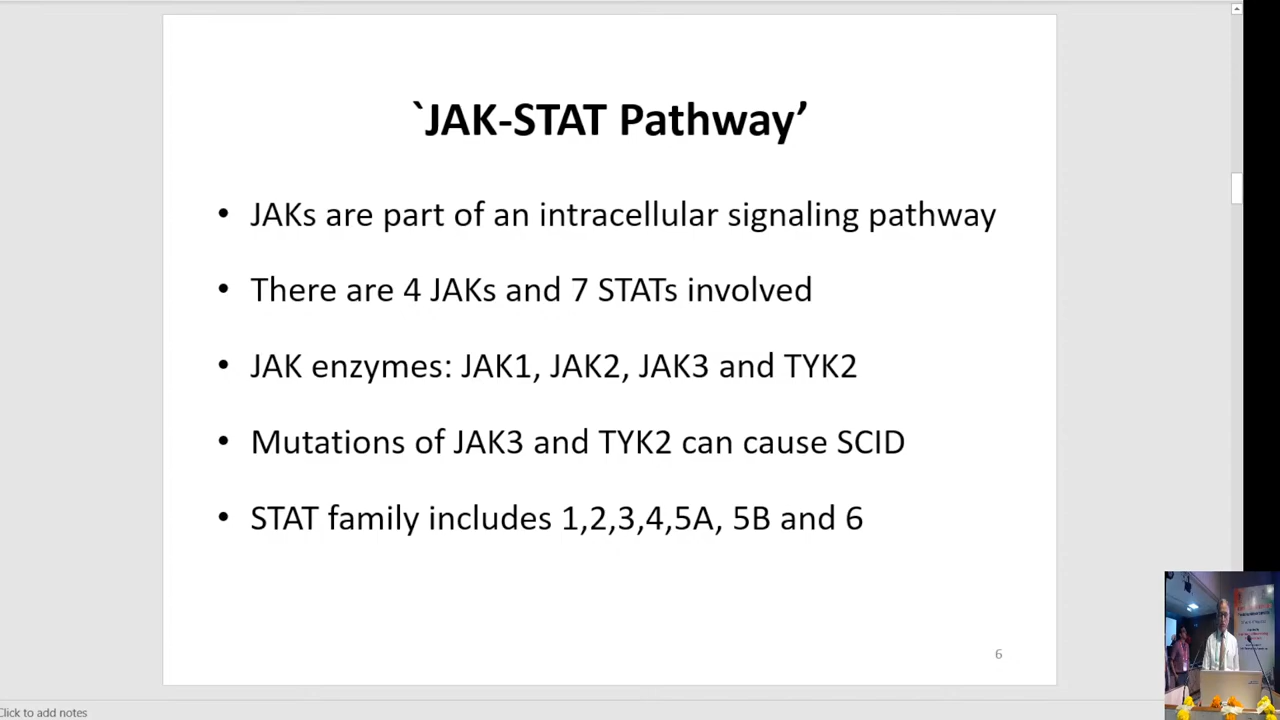 `JAK-STAT Pathway’
• JAKs are part of an intracellular signaling pathway
• There are 4 JAKs and 7 STATs involved
• JAK enzymes: JAK1, JAK2, JAK3 and TYK2
• Mutations of JAK3 and TYK2 can cause SCID
• STAT family includes 1,2,3,4,5A, 5B and 6
6
Click to add notes